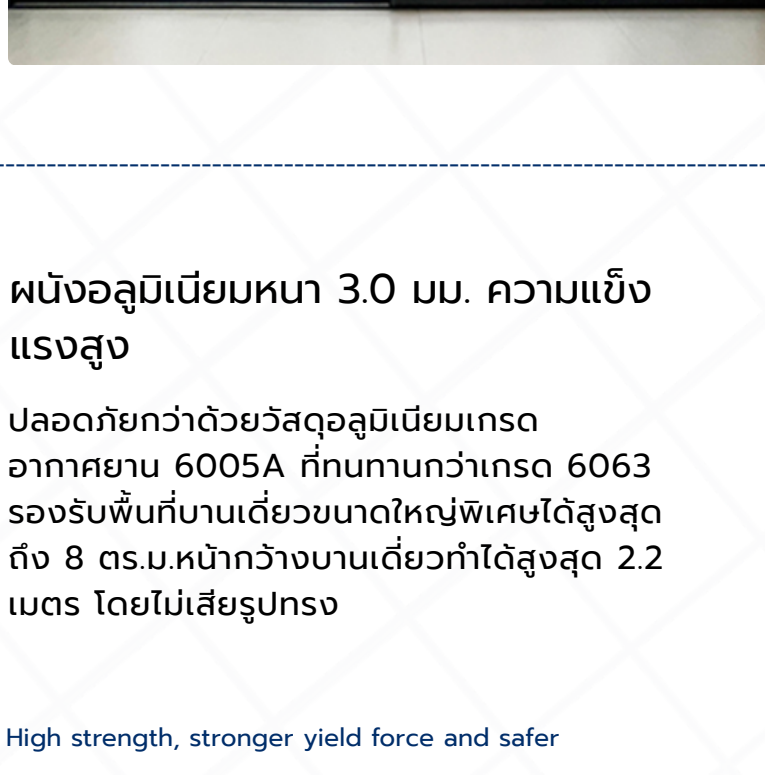 ผนังอลูมิเนียมหนา 3.0 มม. ความแข็ง
แรงสูง
ปลอดภัยกว่าด้วยวัสดุอลูมิเนียมเกรด
อากาศยาน 6005A ที่ทนทานกว่าเกรด 6063
รองรับพื้นที่บานเดี่ยวขนาดใหญ่พิเศษได้สูงสุด
ถึง 8 ตร.ม.หน้ากว้างบานเดี่ยวทำได้สูงสุด 2.2
เมตร โดยไม่เสียรูปทรง
High strength, stronger yield force and safer